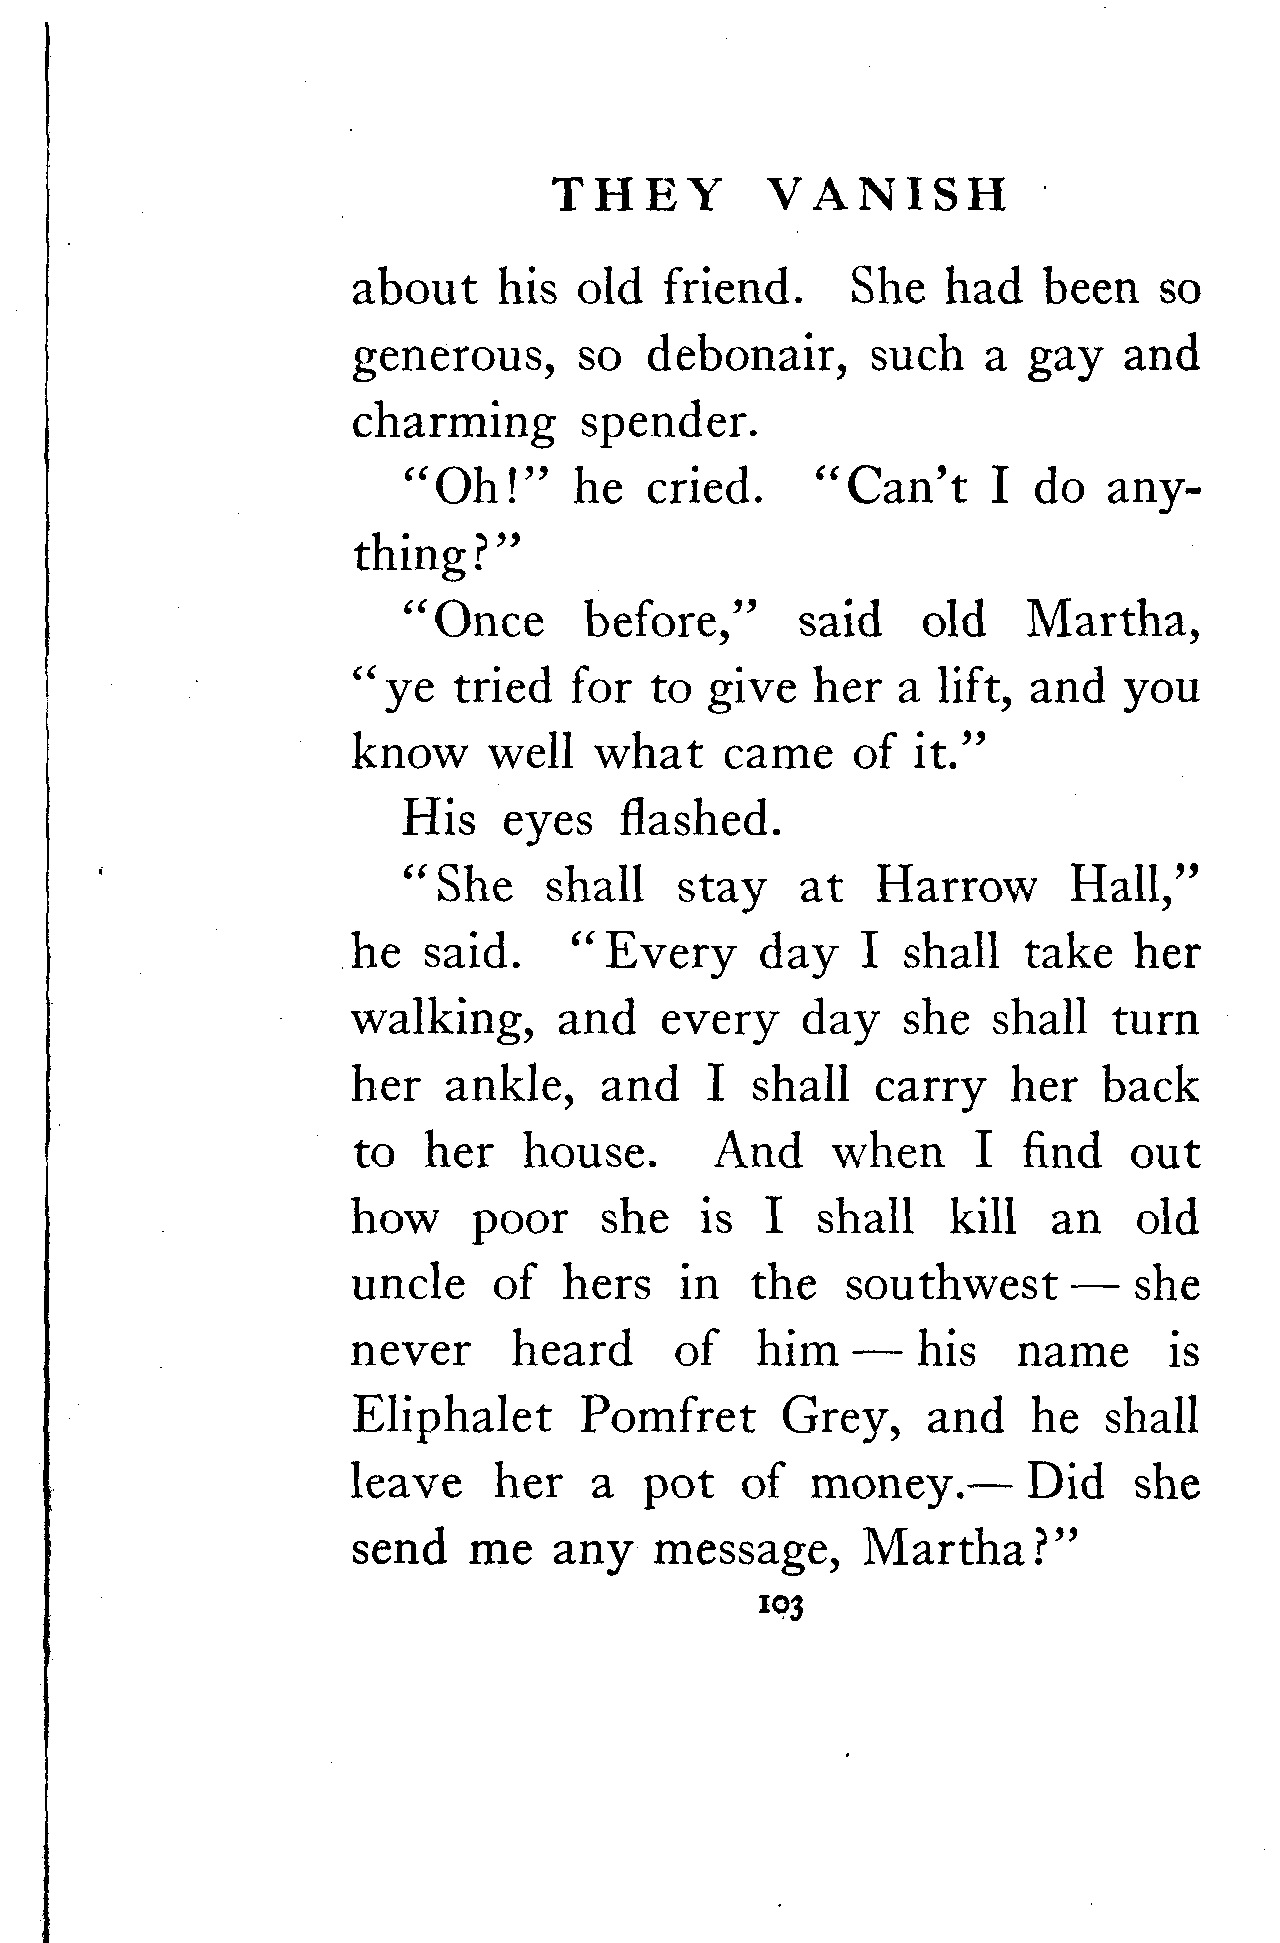 THEY VANISH
about his old friend. She had been so
generous, so debonair, such a gay and
charming spender.
"Oh!" he cried. "Can't I do any-
thing?"
"Once before," said old Martha,
"ye tried for to give her a lift, and you
know well what came of it."
His eyes flashed.
"She shall stay at Harrow Hall,"
he said. "Every day I shall take her
walking, and every day she shall turn
her ankle, and I shall carry her back
to her house. And when I find out
how poor she is I shall kill an old
uncle of hers in the southwest — she
never heard of him — his name is
Eliphalet Pomfret Grey, and he shall
leave her a pot of money.— Did she
send me any message, Martha?"
103